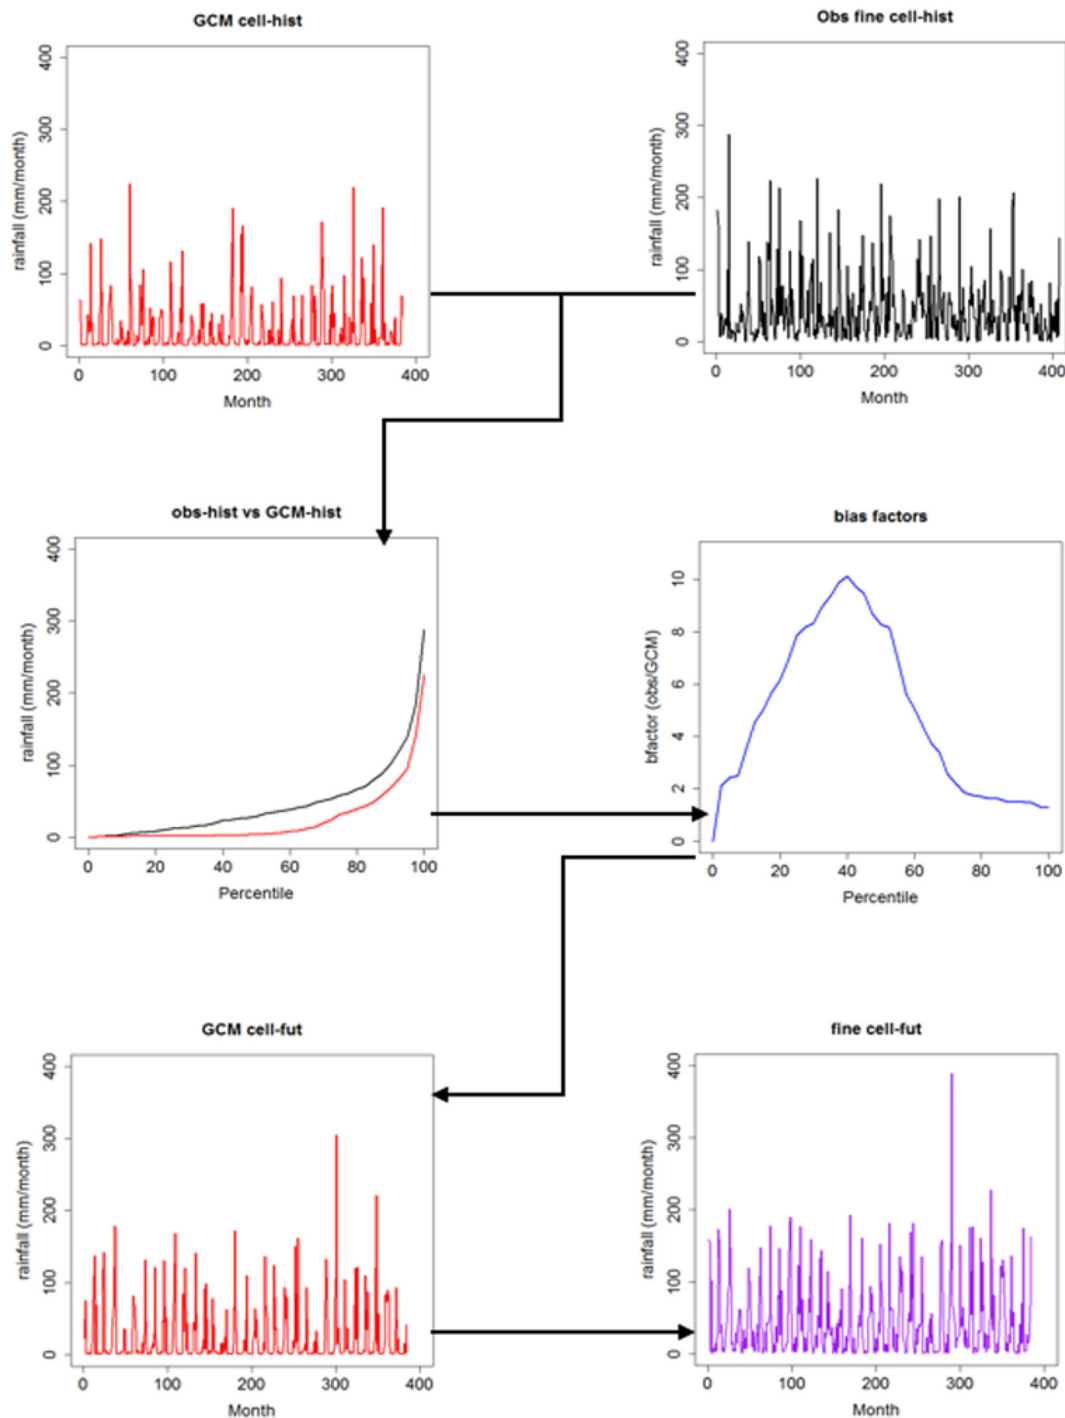 GCM cell-hist
rainfall (mm/month)
400
300
200
100
0
0 100 200 300 400
Month
Obs fine cell-hist
rainfall (mm/month)
400
300
200
100
0
0 100 200 300 400
Month
obs-hist vs GCM-hist
rainfall (mm/month)
400
300
200
100
0
0 20 40 60 80 100
Percentile
bias factors
bfactor (obs/GCM)
10
8
6
4
2
0
0 20 40 60 80 100
Percentile
GCM cell-fut
rainfall (mm/month)
400
300
200
100
0
0 100 200 300 400
Month
fine cell-fut
rainfall (mm/month)
400
300
200
100
0
0 100 200 300 400
Month